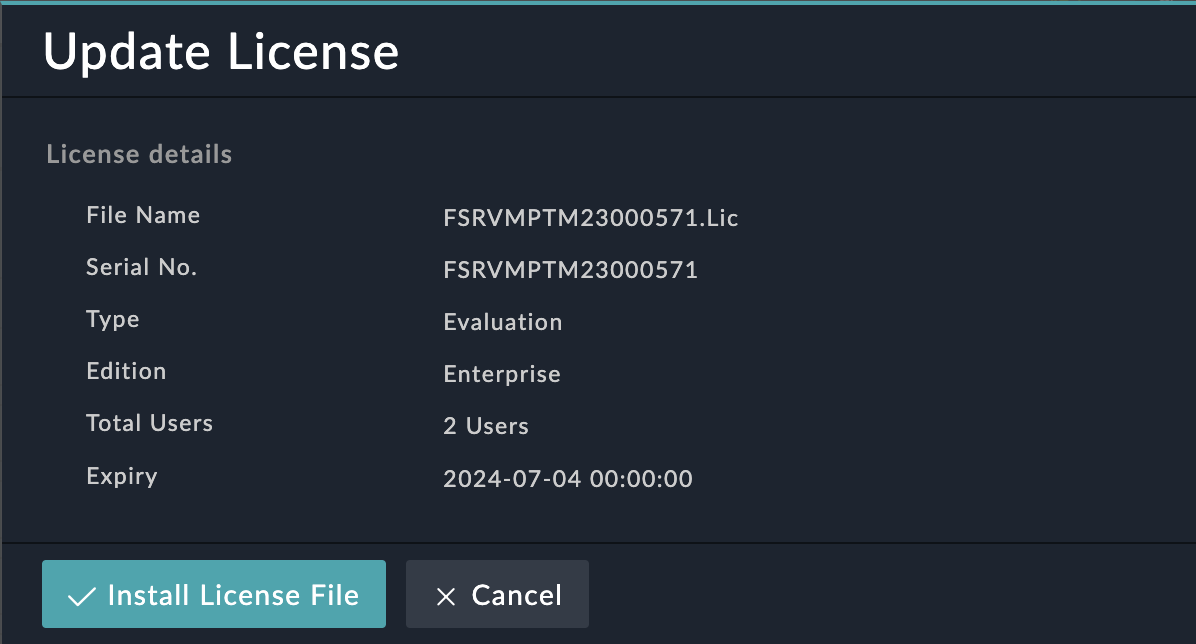 Update License
License details
File Name FSRVMPTM23000571.Lic
Serial No. FSRVMPTM23000571
Type Evaluation
Edition Enterprise
Total Users 2 Users
Expiry 2024-07-04 00:00:00
Install License File Cancel